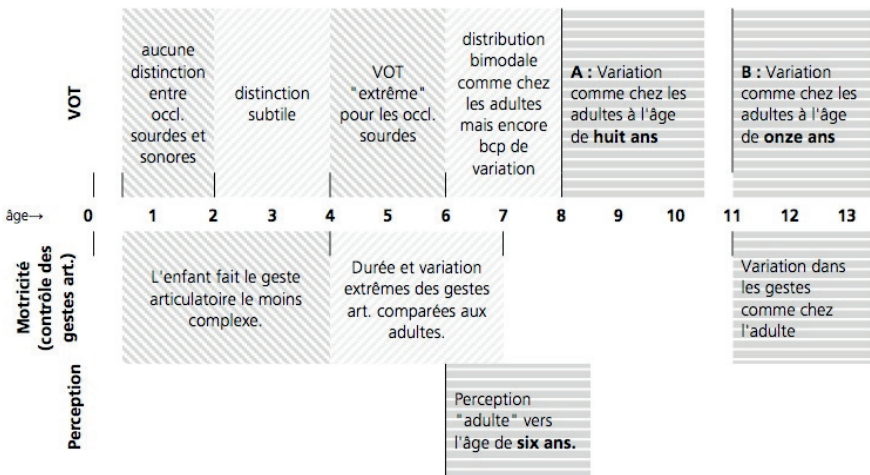 VOT
aucune
distinction
entre
occl.
sourdes et
sonores
distinction
subtile
VOT
"extrême"
pour les occl.
sourdes
distribution
bimodale
comme chez
les adultes
mais encore
bcp de
variation
A : Variation
comme chez les
adultes à l'âge
de huit ans
B : Variation
comme chez les
adultes à l'âge
de onze ans
âge→ 0 1 2 3 4 5 6 7 8 9 10 11 12 13
Motricité
(contrôle des
gestes art.)
L'enfant fait le geste
articulatoire le moins
complexe.
Durée et variation
extrêmes des gestes
art. comparées aux
adultes.
Variation dans
les gestes
comme chez
l'adulte
Perception
Perception
"adulte" vers
l'âge de six ans.